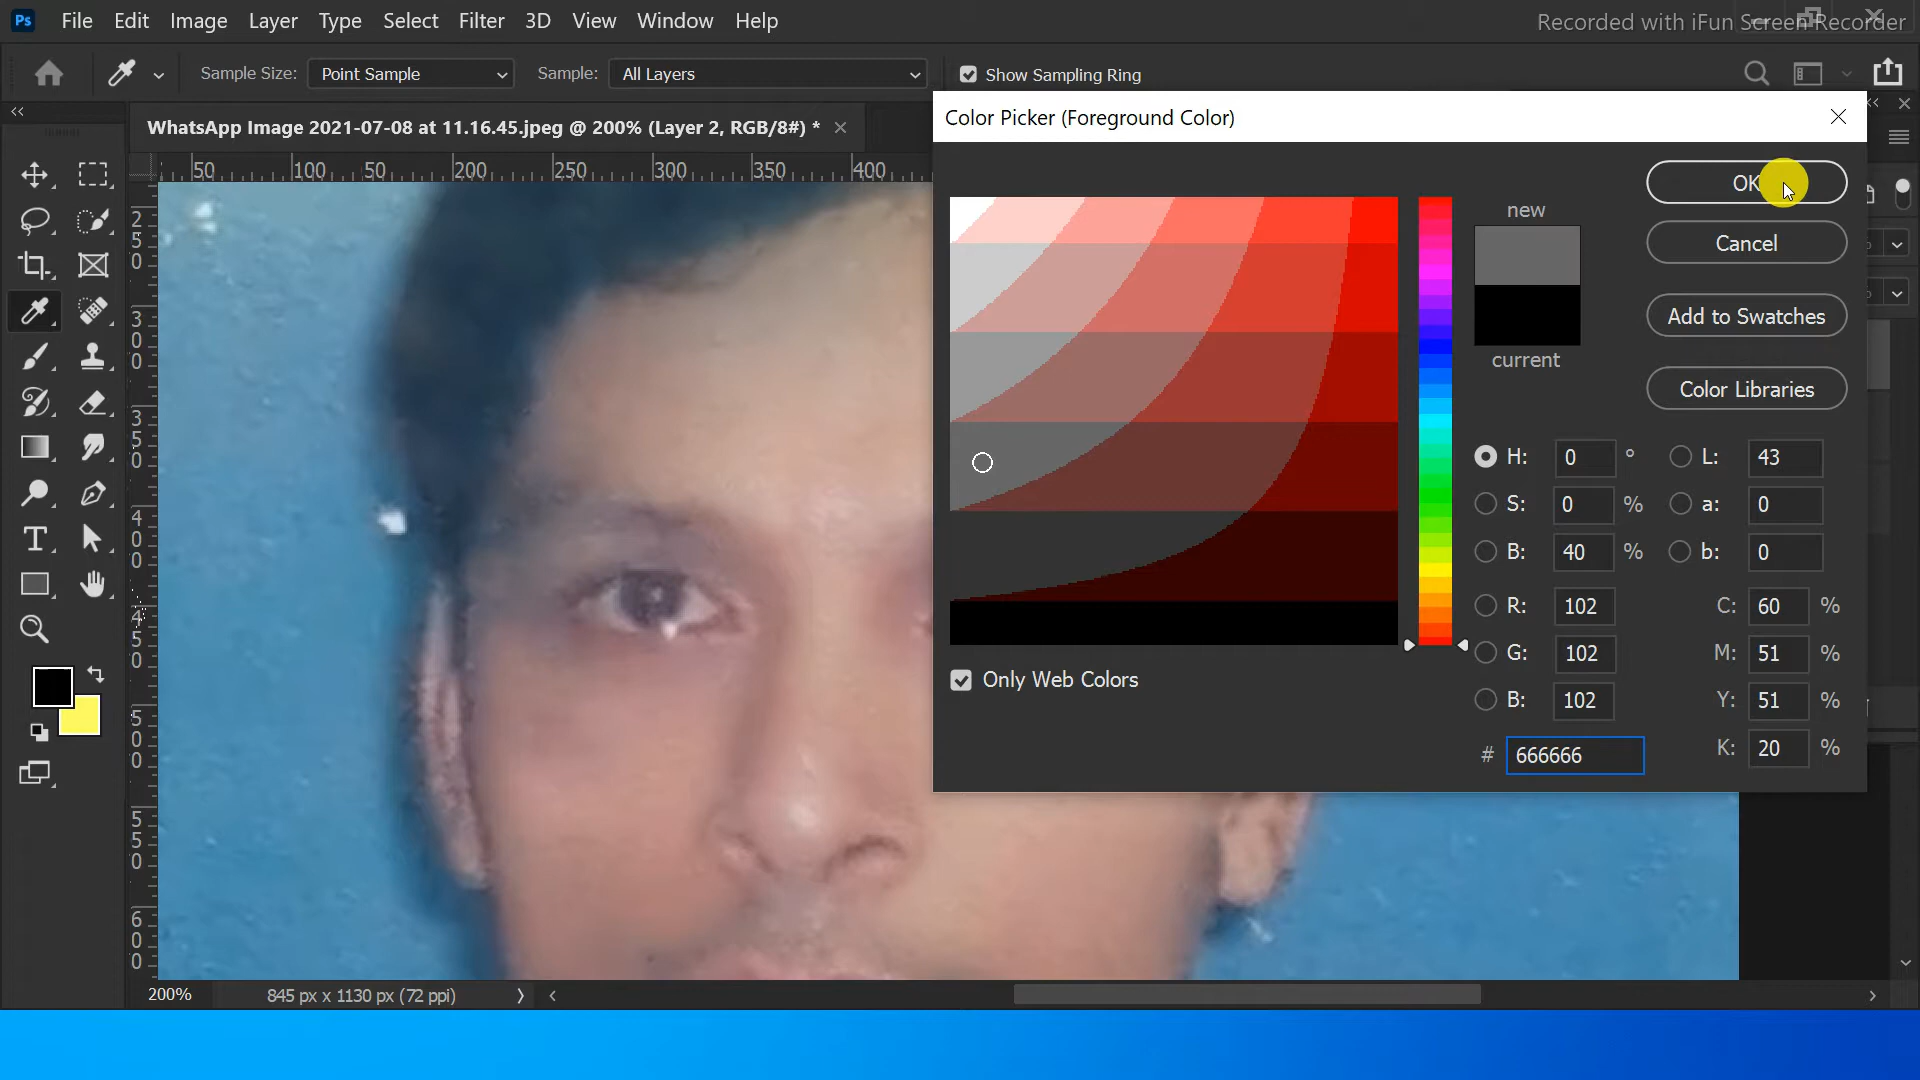 Ps File Edit Image Layer Type Select Filter 3D View Window Help
Recorded with iFun Screen Recorder
Sample Size: Point Sample Sample: All Layers Show Sampling Ring
WhatsApp Image 2021-07-08 at 11.16.45.jpeg @ 200% (Layer 2, RGB/8#) *
50 100 150 200 250 300 350 400
Color Picker (Foreground Color)
OK
new
Cancel
Add to Swatches
current
Color Libraries
H: 0 ° L: 43
S: 0 % a: 0
B: 40 % b: 0
R: 102 C: 60 %
G: 102 M: 51 %
Only Web Colors
B: 102 Y: 51 %
# 666666 K: 20 %
200% 845 px x 1130 px (72 ppi)